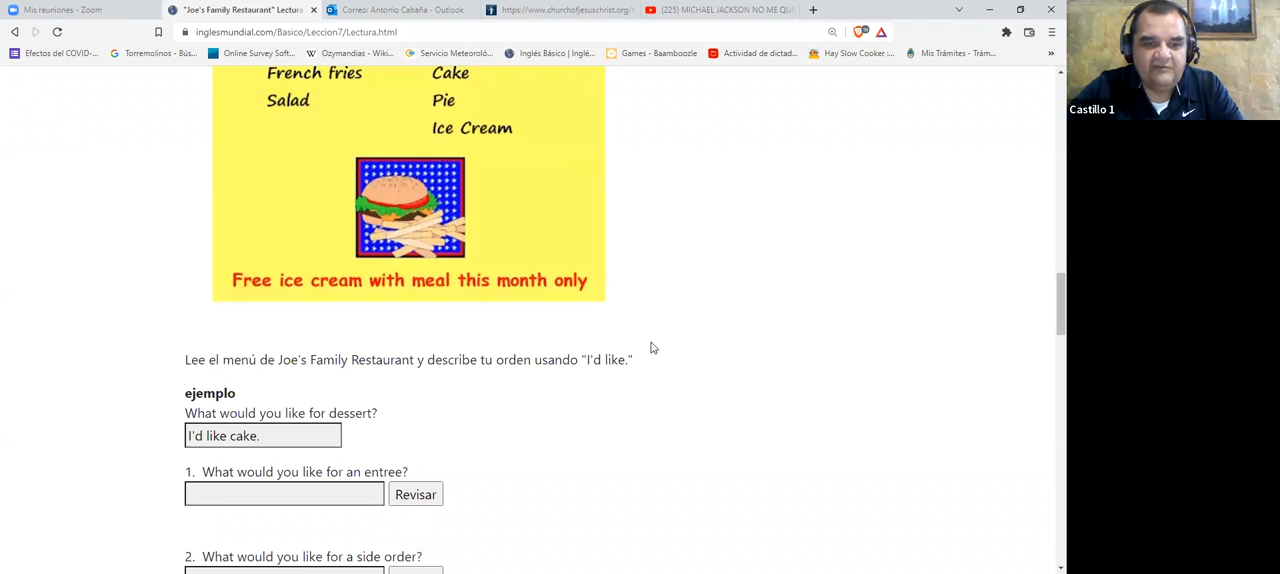 Mis reuniones - Zoom
"Joe's Family Restaurant" Lectura
Correo: Antonio Cabaña - Outlook
https://www.churchofjesuschrist.org/
(225) MICHAEL JACKSON NO ME QUI
inglesmundial.com/Basico/Leccion7/Lectura.html
Efectos del COVID-...
Torremolinos - Bús...
Online Survey Soft...
Ozymandias - Wiki...
Servicio Meteoroló...
Inglés Básico | Inglé...
Games - Baamboozle
Actividad de dictad...
Hay Slow Cooker :...
Mis Trámites - Trám...
Castillo 1
French fries Cake
Salad Pie
Ice Cream
Free ice cream with meal this month only
Lee el menú de Joe's Family Restaurant y describe tu orden usando "I'd like."
ejemplo
What would you like for dessert?
I'd like cake.
1. What would you like for an entree?
Revisar
2. What would you like for a side order?